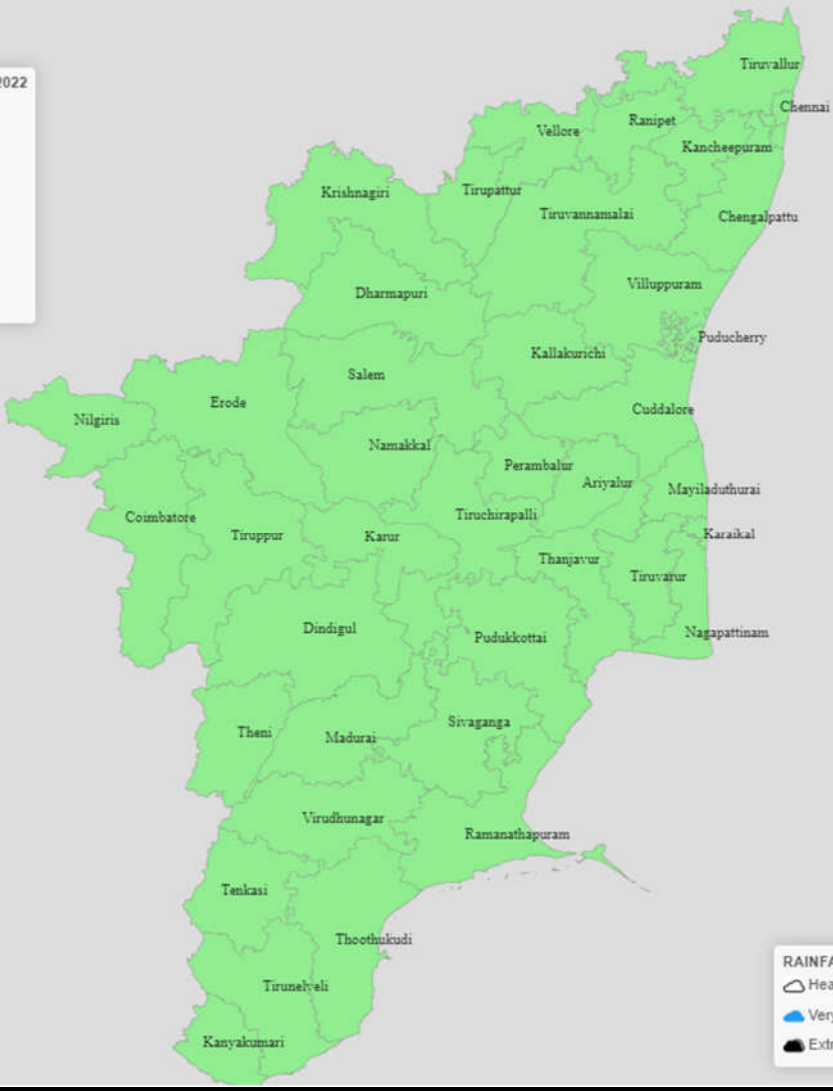 2022
Tiruvallur
Chennai
Ranipet
Vellore
Kancheepuram
Krishnagiri
Tirupattur
Tiruvannamalai
Chengalpattu
Villuppuram
Dharmapuri
Puducherry
Kallakurichi
Salem
Erode
Cuddalore
Nilgiris
Namakkal
Perambalur
Ariyalur
Mayiladuthurai
Coimbatore
Tiruchirapalli
Tiruppur
Karur
Karaikal
Thanjavur
Tiruvarur
Dindigul
Pudukkottai
Nagapattinam
Sivaganga
Theni
Madurai
Virudhunagar
Ramanathapuram
Tenkasi
Thoothukudi
Tirunelveli
Kanyakumari
RAINFA
Hea
Very
Extr